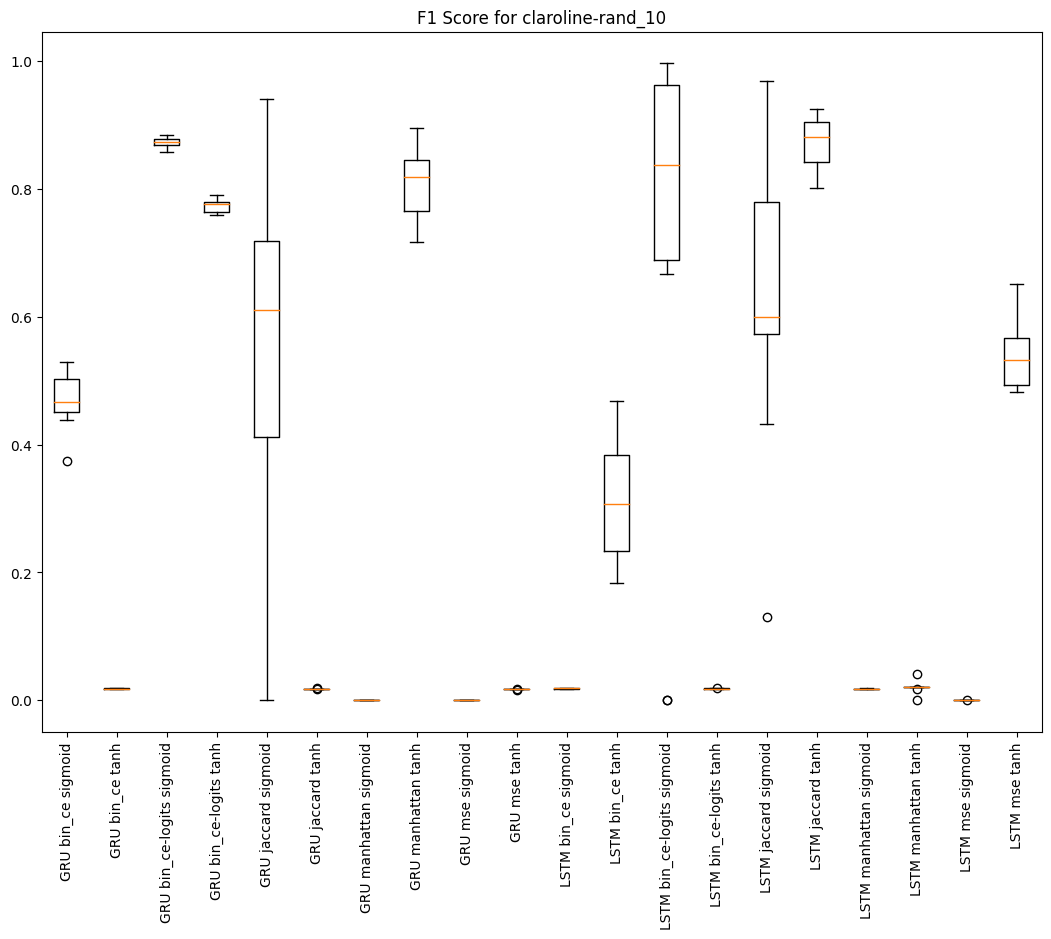 F1 Score for claroline-rand_10
1.0
0.8
0.6
0.4
0.2
0.0
GRU bin_ce sigmoid
GRU bin_ce tanh
GRU bin_ce-logits sigmoid
GRU bin_ce-logits tanh
GRU jaccard sigmoid
GRU jaccard tanh
GRU manhattan sigmoid
GRU manhattan tanh
GRU mse sigmoid
GRU mse tanh
LSTM bin_ce sigmoid
LSTM bin_ce tanh
LSTM bin_ce-logits sigmoid
LSTM bin_ce-logits tanh
LSTM jaccard sigmoid
LSTM jaccard tanh
LSTM manhattan sigmoid
LSTM manhattan tanh
LSTM mse sigmoid
LSTM mse tanh